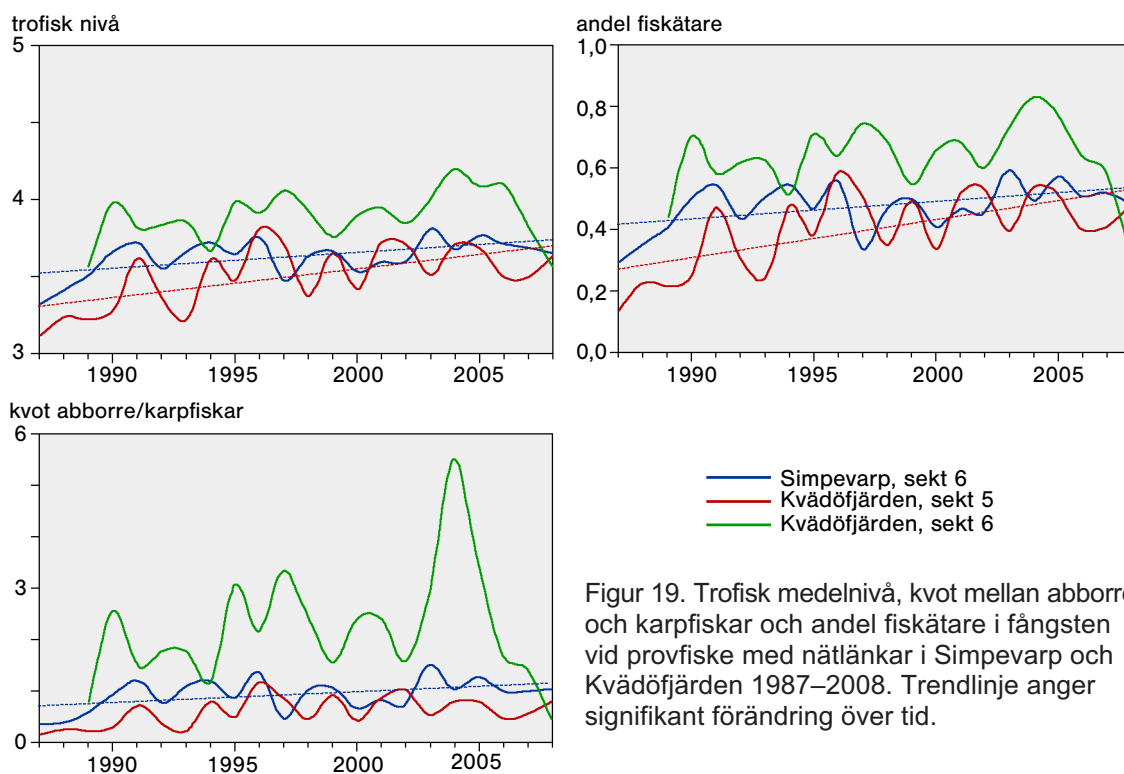 trofisk nivå
5
4
3
1990 1995 2000 2005
andel fiskätare
1,0
0,8
0,6
0,4
0,2
0,0
1990 1995 2000 2005
kvot abborre/karpfiskar
6
3
0
1990 1995 2000 2005
Simpevarp, sekt 6
Kvädöfjärden, sekt 5
Kvädöfjärden, sekt 6
Figur 19. Trofisk medelnivå, kvot mellan abborre
och karpfiskar och andel fiskätare i fångsten
vid provfiske med nätlänkar i Simpevarp och
Kvädöfjärden 1987–2008. Trendlinje anger
signifikant förändring över tid.